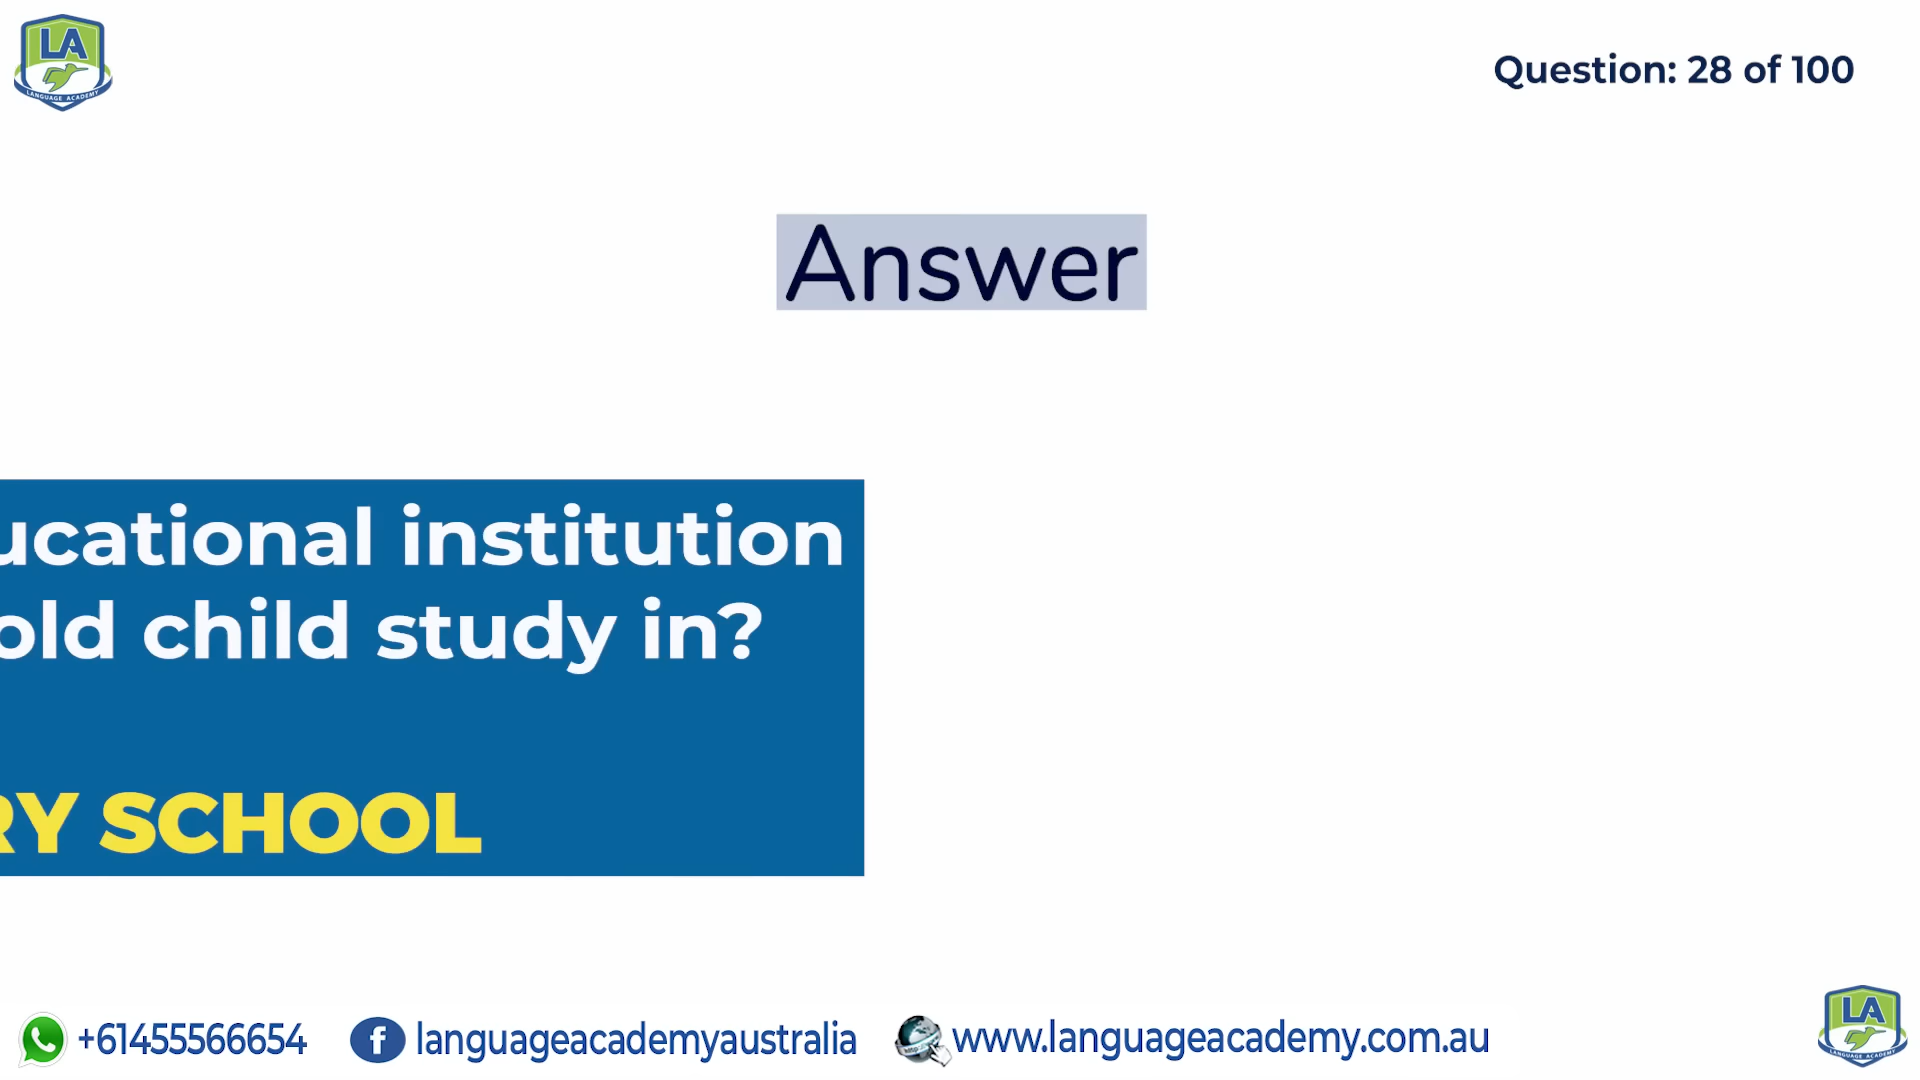 LA
LANGUAGE ACADEMY
Question: 28 of 100
Answer
ucational institution
old child study in?
RY SCHOOL
+61455566654
f languageacademyaustralia
http://
www.languageacademy.com.au
LA
LANGUAGE ACADEMY